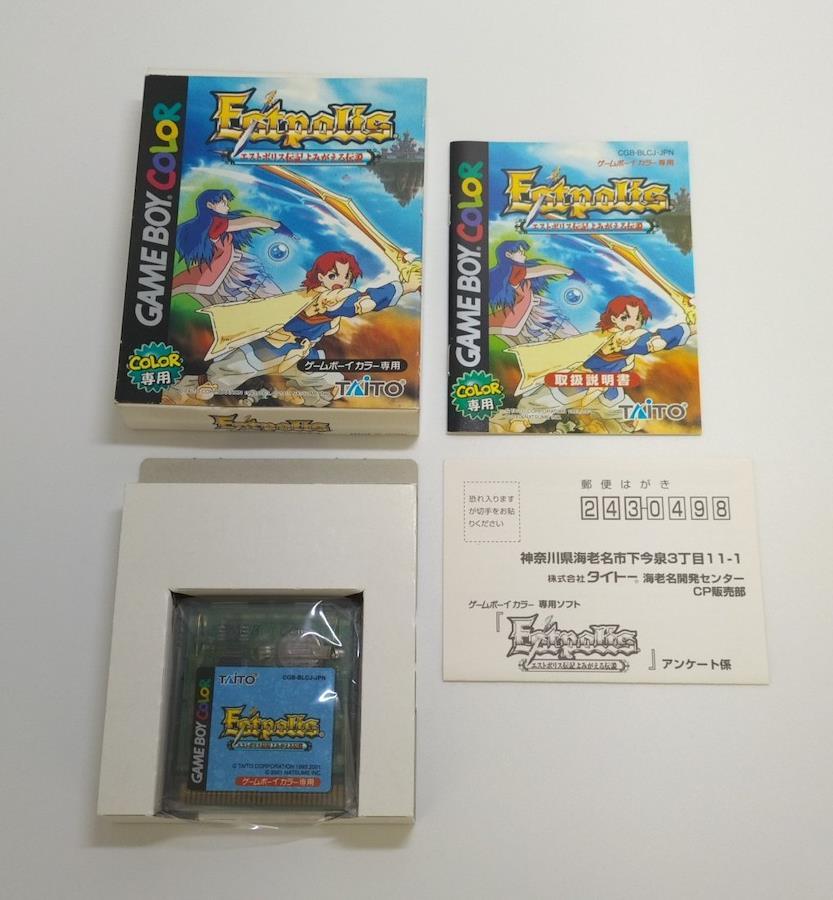 GAME BOY COLOR
Estpolis
エストポリス伝記よみがえる伝説
COLOR
専用
ゲームボーイカラー専用
TAITO
Estpolis
CGB-BLCJ-JPN
ゲームボーイカラー専用
GAME BOY COLOR
Estpolis
エストポリス伝記よみがえる伝説
取扱説明書
COLOR
専用
TAITO
TAITO
CGB-BLCJ-JPN
GAME BOY COLOR
Estpolis
エストポリス伝記よみがえる伝説
© TAITO CORPORATION 1993 2001
© 2001 NATSUME INC.
ゲームボーイカラー専用
恐れ入ります
が切手をお貼
りください
郵便はがき
243-0498
神奈川県海老名市下今泉3丁目11-1
株式会社 タイトー 海老名開発センター
CP販売部
ゲームボーイカラー 専用ソフト
『Estpolis
エストポリス伝記よみがえる伝説
』アンケート係